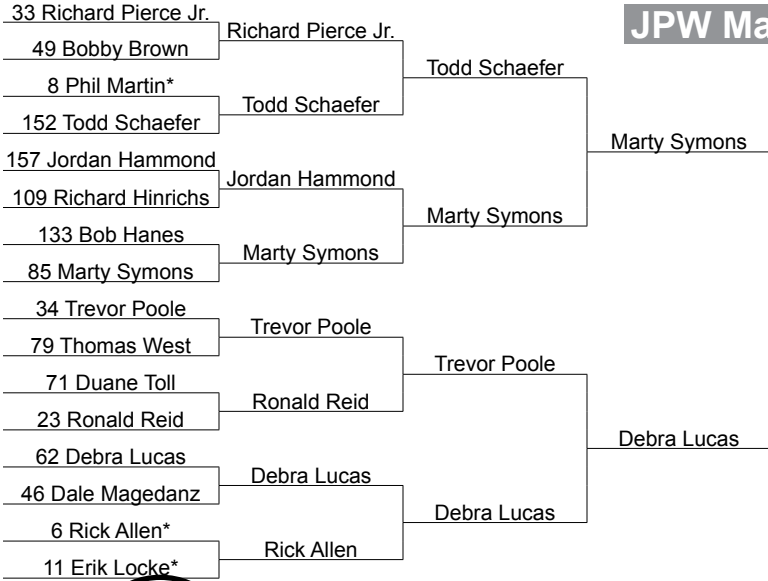 33 Richard Pierce Jr.
49 Bobby Brown
8 Phil Martin*
152 Todd Schaefer
157 Jordan Hammond
109 Richard Hinrichs
133 Bob Hanes
85 Marty Symons
34 Trevor Poole
79 Thomas West
71 Duane Toll
23 Ronald Reid
62 Debra Lucas
46 Dale Magedanz
6 Rick Allen*
11 Erik Locke*
Richard Pierce Jr.
Todd Schaefer
Jordan Hammond
Marty Symons
Trevor Poole
Ronald Reid
Debra Lucas
Rick Allen
Todd Schaefer
Marty Symons
Trevor Poole
Debra Lucas
Marty Symons
Debra Lucas
JPW Ma